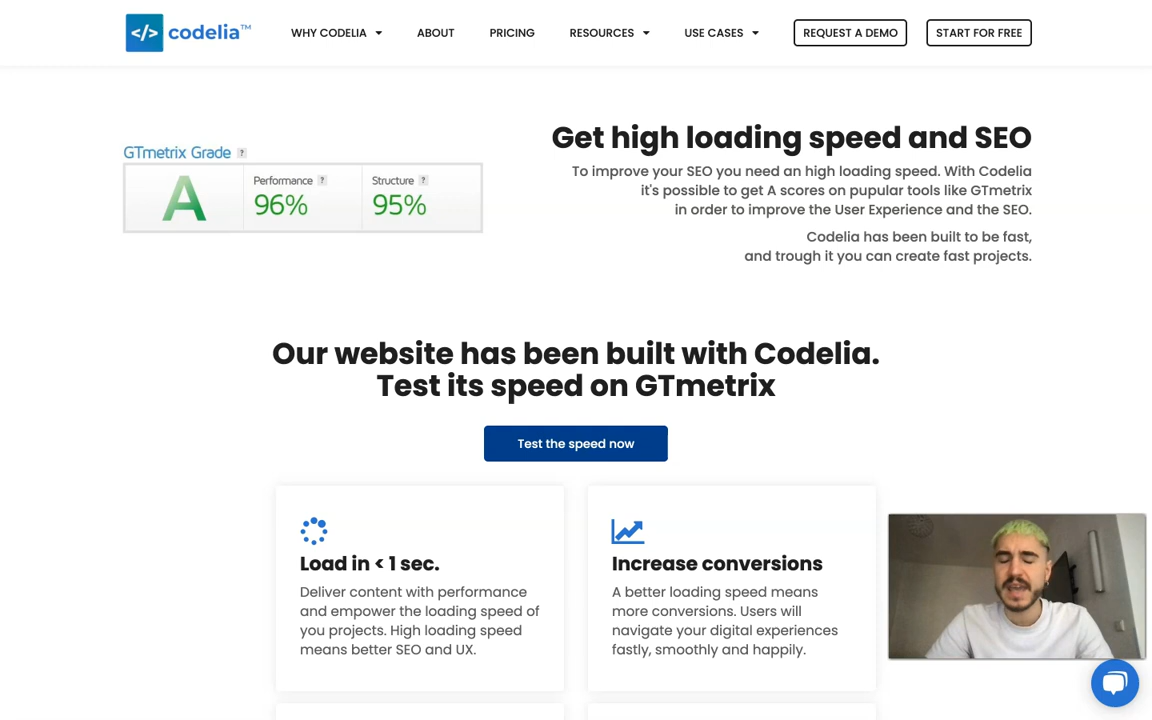 </> codelia™
WHY CODELIA
ABOUT
PRICING
RESOURCES
USE CASES
REQUEST A DEMO
START FOR FREE
GTmetrix Grade ?
A
Performance ?
96%
Structure ?
95%
Get high loading speed and SEO
To improve your SEO you need an high loading speed. With Codelia
it's possible to get A scores on pupular tools like GTmetrix
in order to improve the User Experience and the SEO.
Codelia has been built to be fast,
and trough it you can create fast projects.
Our website has been built with Codelia.
Test its speed on GTmetrix
Test the speed now
Load in < 1 sec.
Deliver content with performance
and empower the loading speed of
you projects. High loading speed
means better SEO and UX.
Increase conversions
A better loading speed means
more conversions. Users will
navigate your digital experiences
fastly, smoothly and happily.